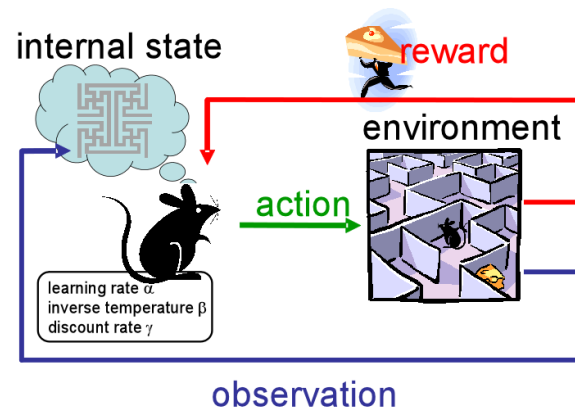 internal state
reward
environment
action
learning rate α
inverse temperature β
discount rate γ
observation